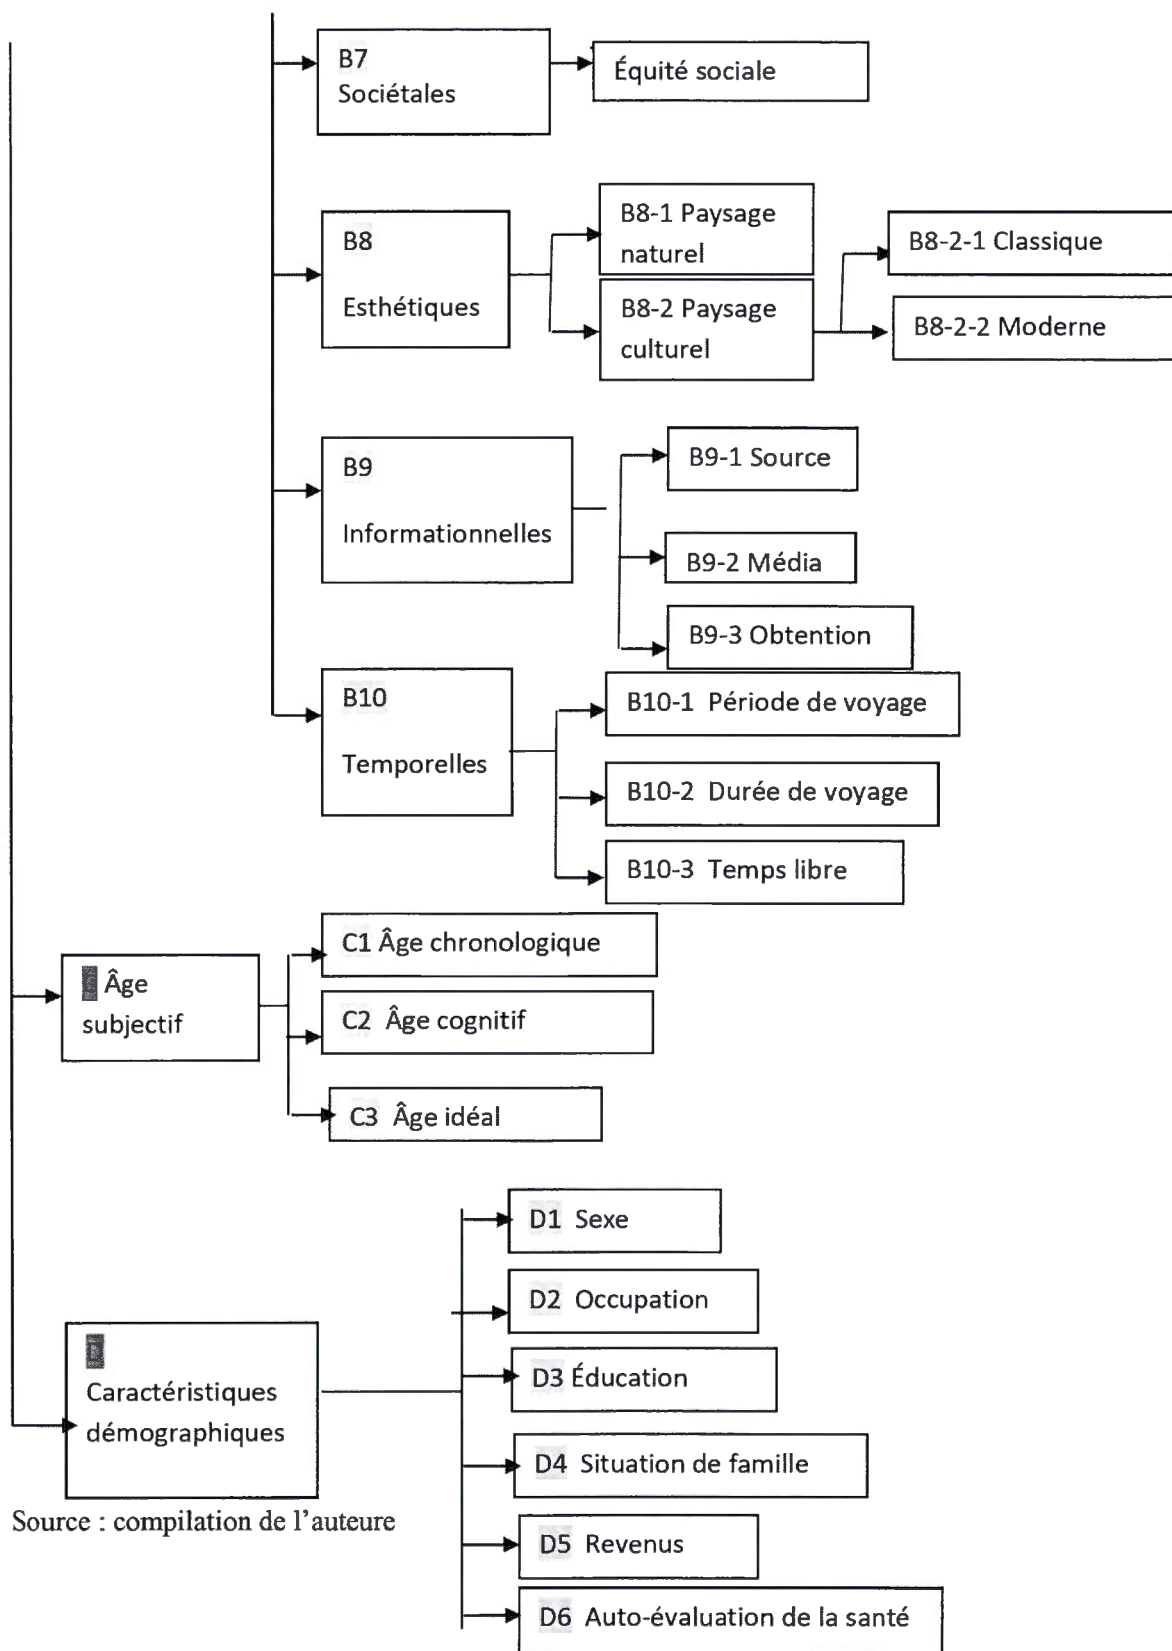 B7
Sociétales
Équité sociale
B8
Esthétiques
B8-1 Paysage
naturel
B8-2 Paysage
culturel
B8-2-1 Classique
B8-2-2 Moderne
B9
Informationnelles
B9-1 Source
B9-2 Média
B9-3 Obtention
B10
Temporelles
B10-1 Période de voyage
B10-2 Durée de voyage
B10-3 Temps libre
Âge
subjectif
C1 Âge chronologique
C2 Âge cognitif
C3 Âge idéal
Caractéristiques
démographiques
D1 Sexe
D2 Occupation
D3 Éducation
D4 Situation de famille
D5 Revenus
D6 Auto-évaluation de la santé
Source : compilation de l'auteure